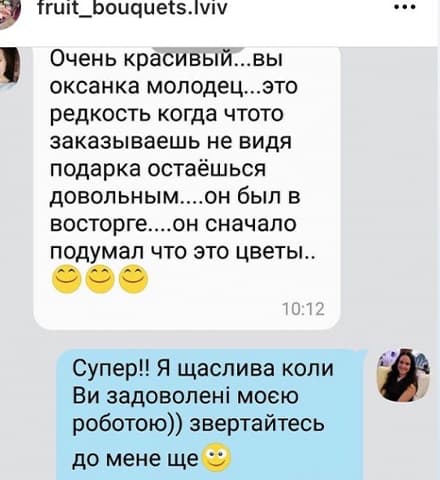 fruit_bouquets.lviv
Очень красивый...вы
оксанка молодец...это
редкость когда чтото
заказываешь не видя
подарка остаёшься
довольным....он был в
восторге....он сначало
подумал что это цветы..
10:12
Супер!! Я щаслива коли
Ви задоволені моєю
роботою)) звертайтесь
до мене ще